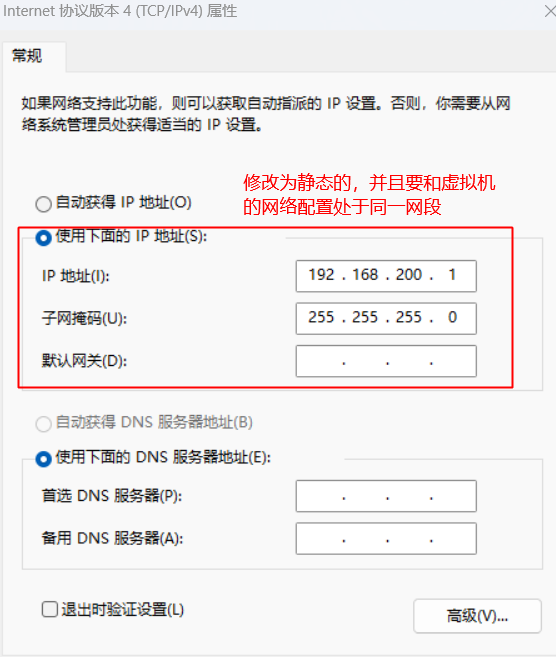 Internet 协议版本 4 (TCP/IPv4) 属性
常规
如果网络支持此功能，则可以获取自动指派的 IP 设置。否则，你需要从网
络系统管理员处获得适当的 IP 设置。
修改为静态的，并且要和虚拟机
的网络配置处于同一网段
自动获得 IP 地址(O)
使用下面的 IP 地址(S):
IP 地址(I): 192 . 168 . 200 . 1
子网掩码(U): 255 . 255 . 255 . 0
默认网关(D): . . .
自动获得 DNS 服务器地址(B)
使用下面的 DNS 服务器地址(E):
首选 DNS 服务器(P): . . .
备用 DNS 服务器(A): . . .
退出时验证设置(L)
高级(V)...